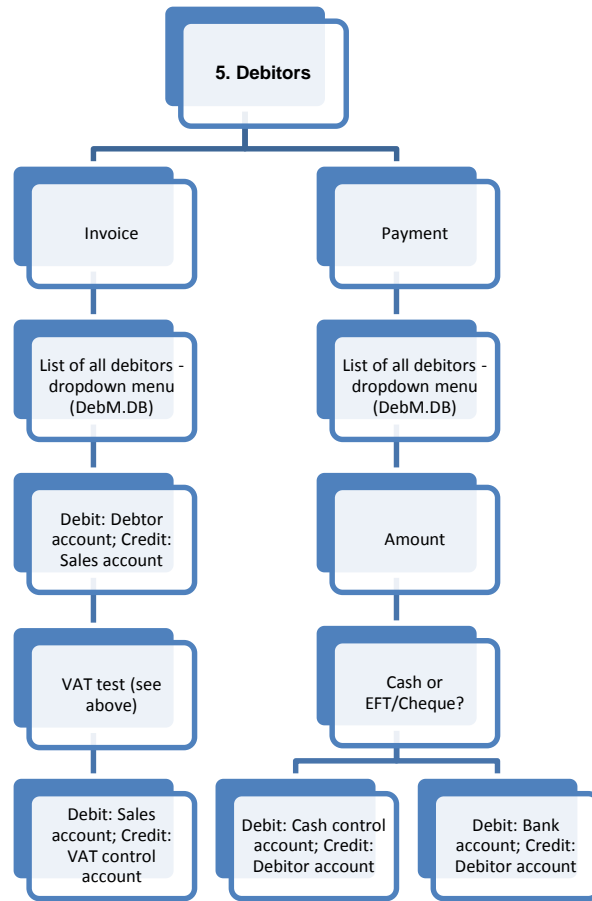 5. Debitors
Invoice
Payment
List of all debitors -
dropdown menu
(DebM.DB)
List of all debitors -
dropdown menu
(DebM.DB)
Debit: Debtor
account; Credit:
Sales account
Amount
VAT test (see
above)
Cash or
EFT/Cheque?
Debit: Sales
account; Credit:
VAT control
account
Debit: Cash control
account; Credit:
Debitor account
Debit: Bank
account; Credit:
Debitor account